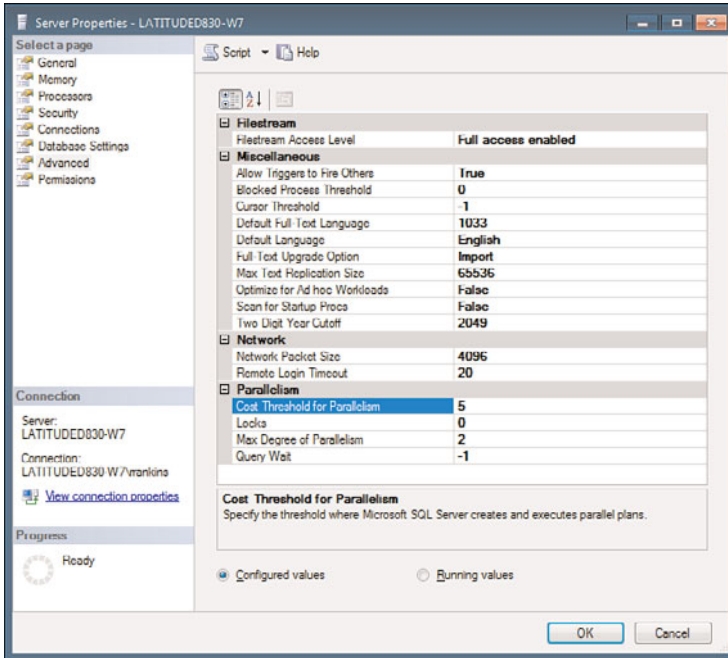 Server Properties - LATITUDED830-W7
Select a page
General
Memory
Processors
Security
Connections
Database Settings
Advanced
Permissions
Script Help
Filestream
Filestream Access Level Full access enabled
Miscellaneous
Allow Triggers to Fire Others True
Blocked Process Threshold 0
Cursor Threshold -1
Default Full-Text Language 1033
Default Language English
Full-Text Upgrade Option Import
Max Text Replication Size 65536
Optimize for Ad hoc Workloads False
Scan for Startup Procs False
Two Digit Year Cutoff 2049
Network
Network Packet Size 4096
Remote Login Timeout 20
Parallelism
Cost Threshold for Parallelism 5
Locks 0
Max Degree of Parallelism 2
Query Wait -1
Cost Threshold for Parallelism
Specify the threshold where Microsoft SQL Server creates and executes parallel plans.
Configured values Running values
Connection
Server:
LATITUDED830-W7
Connection:
LATITUDED830-W7\rrankins
View connection properties
Progress
Ready
OK Cancel